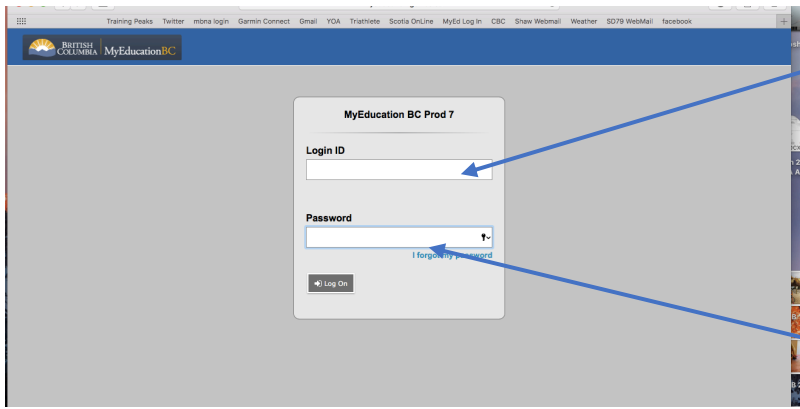 Training Peaks Twitter mbna login Garmin Connect Gmail YOA Triathlete Scotia OnLine MyEd Log In CBC Shaw Webmail Weather SD79 WebMail facebook
BRITISH COLUMBIA MyEducationBC
MyEducation BC Prod 7
Login ID
Password
I forgot my password
Log On